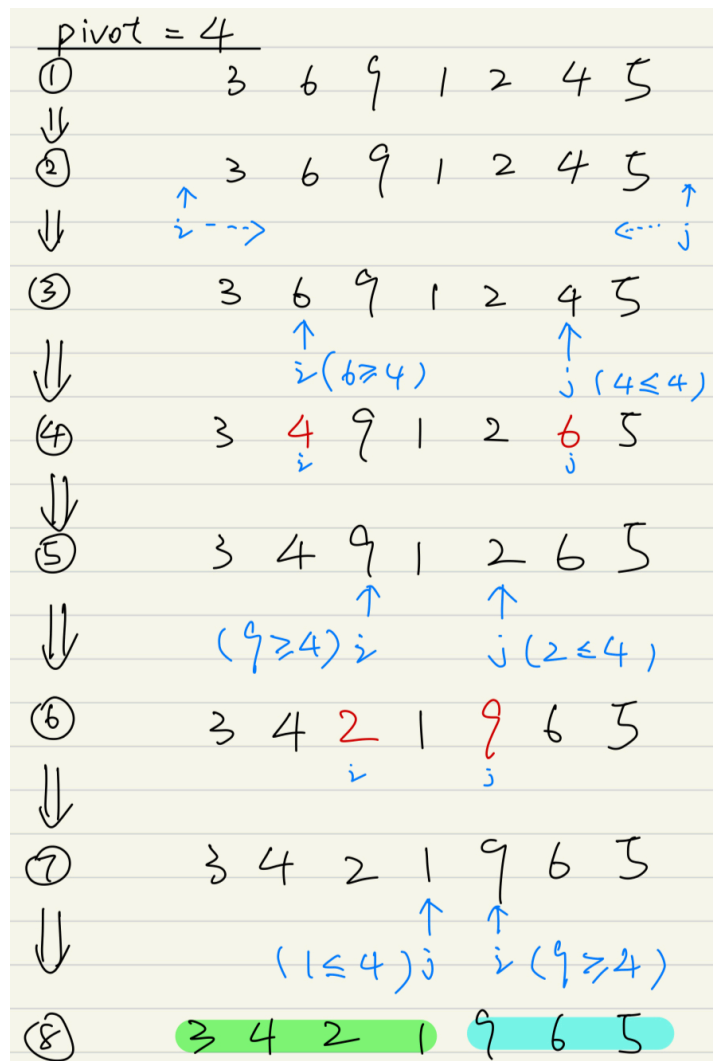 pivot = 4
① 3 6 9 1 2 4 5
⇓
② 3 6 9 1 2 4 5
↑ ↑
i ---> <--- j
⇓
③ 3 6 9 1 2 4 5
↑ ↑
⇓ i (6≥4) j (4≤4)
④ 3 4 9 1 2 6 5
i j
⇓
⑤ 3 4 9 1 2 6 5
↑ ↑
⇓ (9≥4) i j (2≤4)
⑥ 3 4 2 1 9 6 5
i j
⇓
⑦ 3 4 2 1 9 6 5
↑ ↑
⇓ (1≤4) j i (9≥4)
⑧ 3 4 2 1 9 6 5